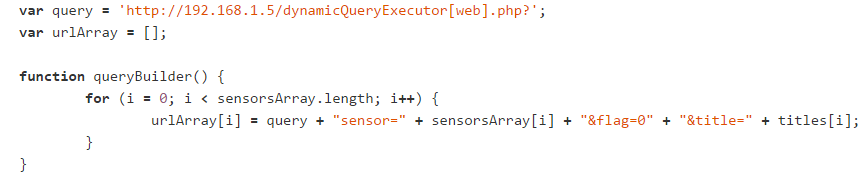 var query = 'http://192.168.1.5/dynamicQueryExecutor[web].php?';
var urlArray = [];
function queryBuilder() {
for (i = 0; i < sensorsArray.length; i++) {
urlArray[i] = query + "sensor=" + sensorsArray[i] + "&flag=0" + "&title=" + titles[i];
}
}